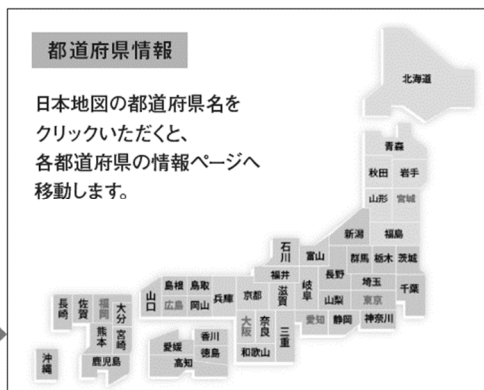 都道府県情報
日本地図の都道府県名を
クリックいただくと、
各都道府県の情報ページへ
移動します。
北海道
青森
秋田 岩手
山形 宮城
新潟 福島
石川 富山 群馬 栃木 茨城
福井 岐阜 長野 埼玉 千葉
山口 島根 鳥取 兵庫 京都 滋賀 山梨 東京
広島 岡山 大阪 奈良 三重 愛知 静岡 神奈川
和歌山
香川
愛媛 徳島
高知
長崎 佐賀 福岡 大分
熊本 宮崎
沖縄 鹿児島